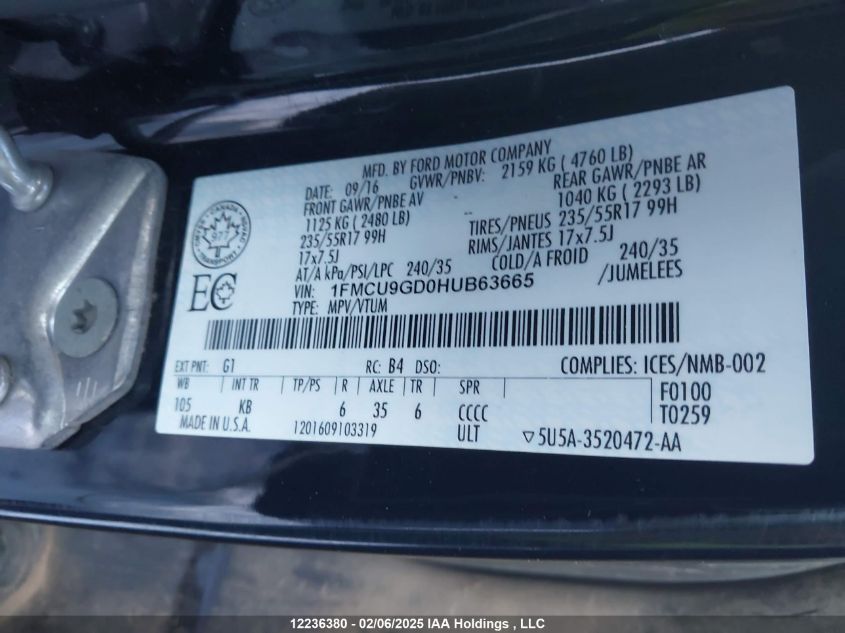 MFD. BY FORD MOTOR COMPANY
DATE: 09/16 GVWR/PNBV: 2159 KG ( 4760 LB)
FRONT GAWR/PNBE AV REAR GAWR/PNBE AR
1125 KG ( 2480 LB) 1040 KG ( 2293 LB)
235/55R17 99H TIRES/PNEUS 235/55R17 99H
17x7.5J RIMS/JANTES 17x7.5J
AT/A kPa/PSI/LPC 240/35 COLD/A FROID 240/35
VIN: 1FMCU9GD0HUB63665 /JUMELEES
TYPE: MPV/VTUM
CANADA
TRANSPORT
EC
EXT PNT: G1 RC: B4 DSO: COMPLIES: ICES/NMB-002
WB INT TR TP/PS R AXLE TR SPR F0100
105 KB 6 35 6 CCCC T0259
MADE IN U.S.A. 1201609103319 ULT ▽5U5A-3520472-AA
12236380 - 02/06/2025 IAA Holdings , LLC